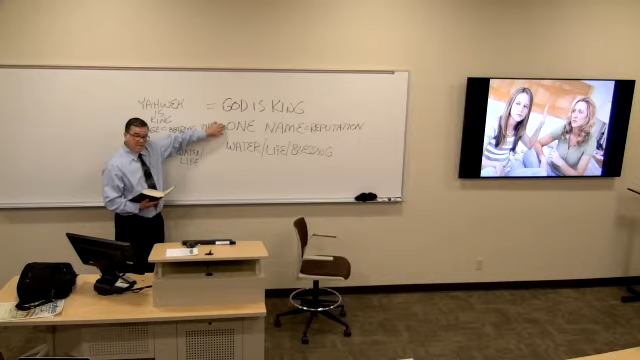 YAHWEH = GOD IS KING
IS
KING
ONE NAME = REPUTATION
WATER/LIFE/BLESSING
LIFE